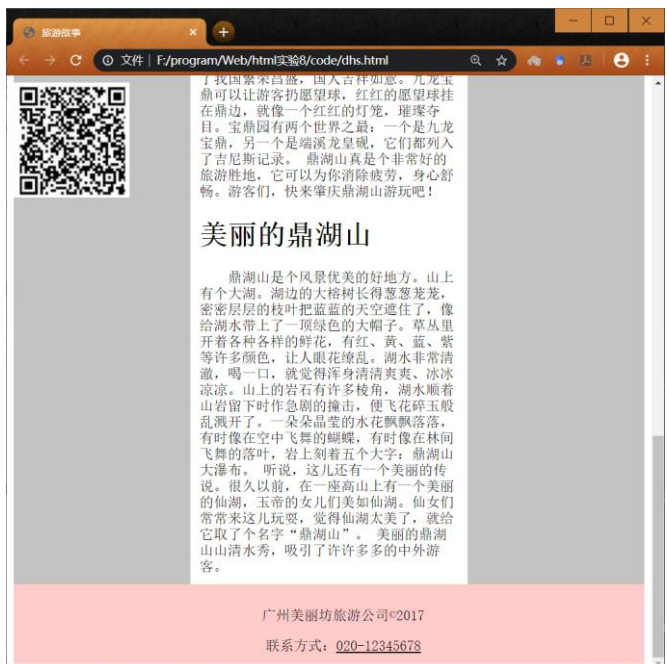 旅游故事
文件 | F:/program/Web/html实验8/code/dhs.html
了我国繁荣昌盛，国人吉祥如意。九龙宝
鼎可以让游客扔愿望球，红红的愿望球挂
在鼎边，就像一个红红的灯笼，璀璨夺
目。宝鼎园有两个世界之最：一个是九龙
宝鼎，另一个是端溪龙皇砚，它们都列入
了吉尼斯记录。 鼎湖山真是个非常好的
旅游胜地，它可以为你消除疲劳，身心舒
畅。游客们，快来肇庆鼎湖山游玩吧！
美丽的鼎湖山
鼎湖山是个风景优美的好地方。山上
有个大湖。湖边的大榕树长得葱葱茏茏，
密密层层的枝叶把蓝蓝的天空遮住了，像
给湖水带上了一项绿色的大帽子。草丛里
开着各种各样的鲜花，有红、黄、蓝、紫
等许多颜色，让人眼花缭乱。湖水非常清
澈，喝一口，就觉得浑身清清爽爽、冰冰
凉凉。山上的岩石有许多棱角，湖水顺着
山岩留下时作急剧的撞击，便飞花碎玉般
乱溅开了。一朵朵晶莹的水花飘飘落落，
有时像在空中飞舞的蝴蝶，有时像在林间
飞舞的落叶，岩上刻着五个大字：鼎湖山
大瀑布。 听说，这儿还有一个美丽的传
说。很久以前，在一座高山上有一个美丽
的仙湖，玉帝的女儿们美如仙湖。仙女们
常常来这儿玩耍，觉得仙湖太美了，就给
它取了个名字“鼎湖山”。 美丽的鼎湖
山山清水秀，吸引了许许多多的中外游
客。
广州美丽坊旅游公司©2017
联系方式：020-12345678